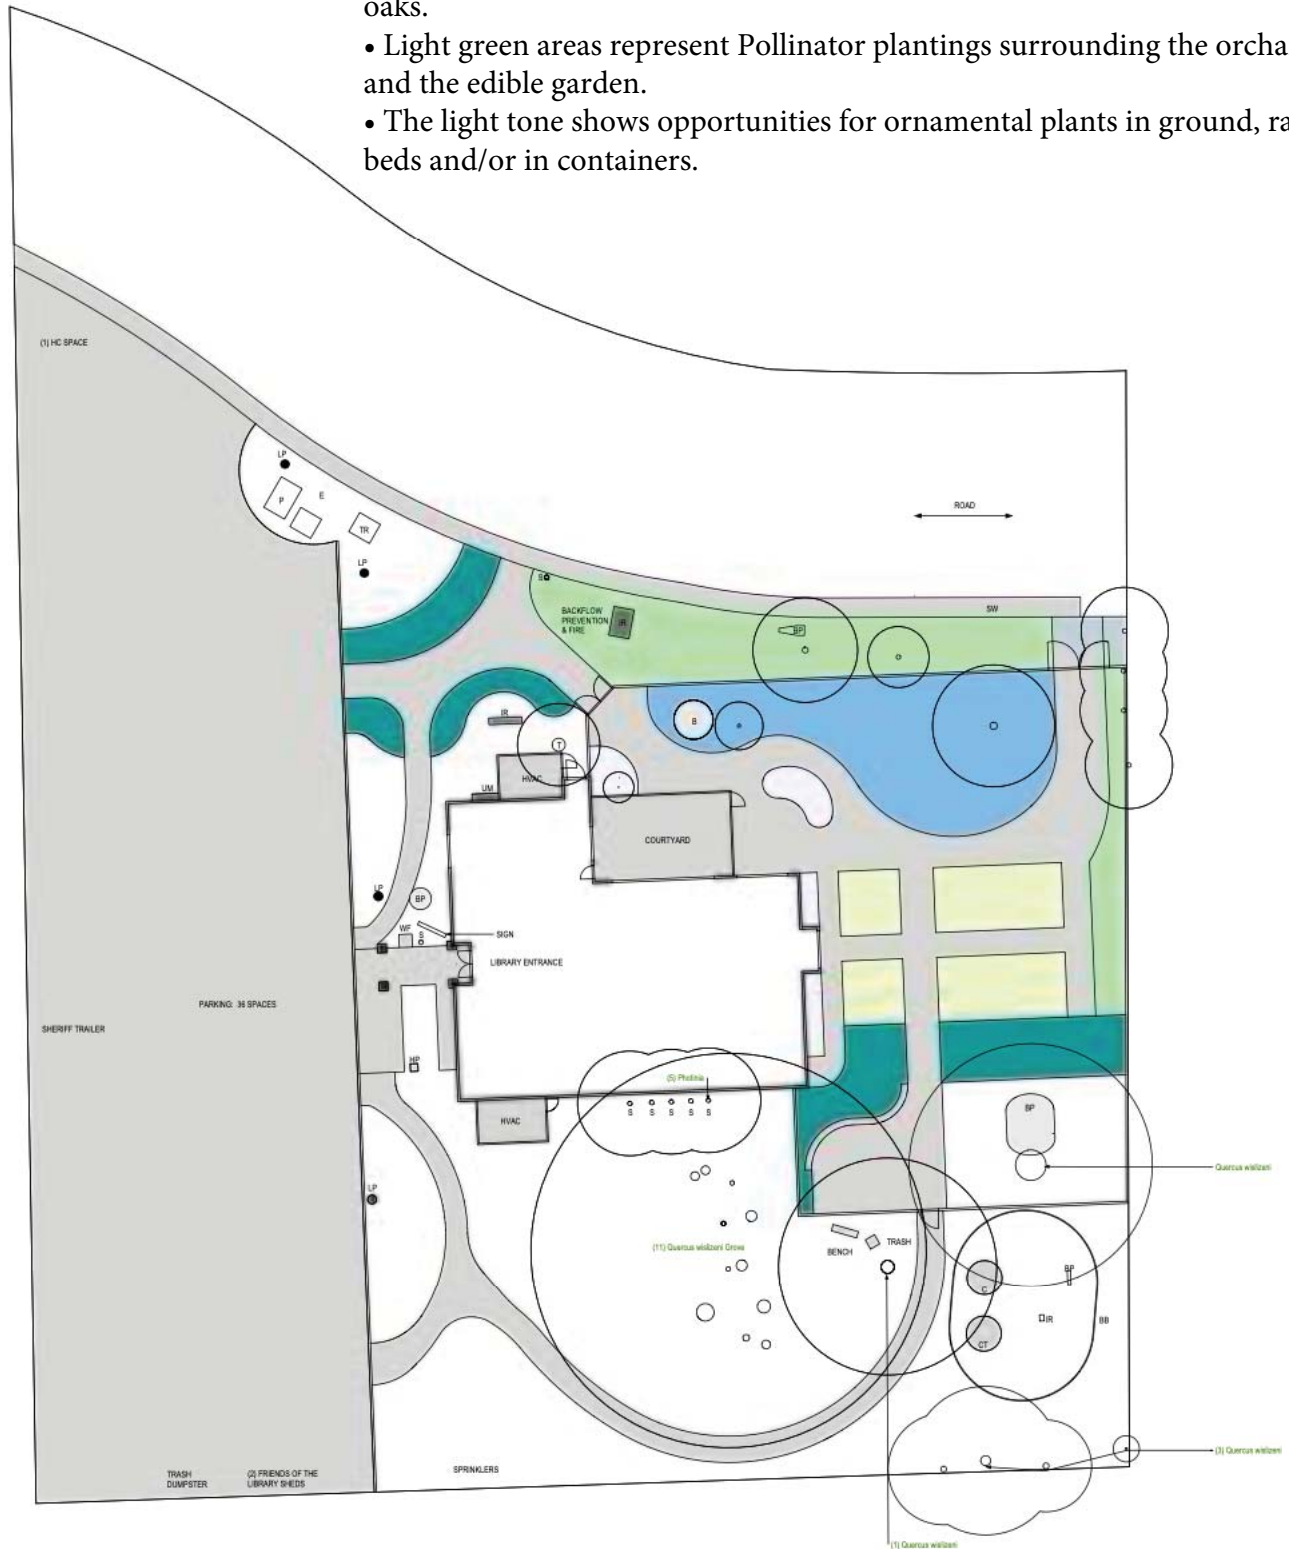 oaks.
• Light green areas represent Pollinator plantings surrounding the orcha
and the edible garden.
• The light tone shows opportunities for ornamental plants in ground, ra
beds and/or in containers.
(1) HC SPACE
LP
P
E
TR
LP
ROAD
S
BACKFLOW
PREVENTION
& FIRE
IR
BP
SW
IR
B
T
HVAC
UM
COURTYARD
LP
BP
WF
S
SIGN
LIBRARY ENTRANCE
PARKING: 36 SPACES
SHERIFF TRAILER
HP
(5) Photinia
S S S S S
HVAC
BP
Quercus wislizeni
LP
(11) Quercus wislizeni Grove
BENCH
TRASH
C
BP
IR
BB
CT
(3) Quercus wislizeni
TRASH
DUMPSTER
(2) FRIENDS OF THE
LIBRARY SHEDS
SPRINKLERS
(1) Quercus wislizeni